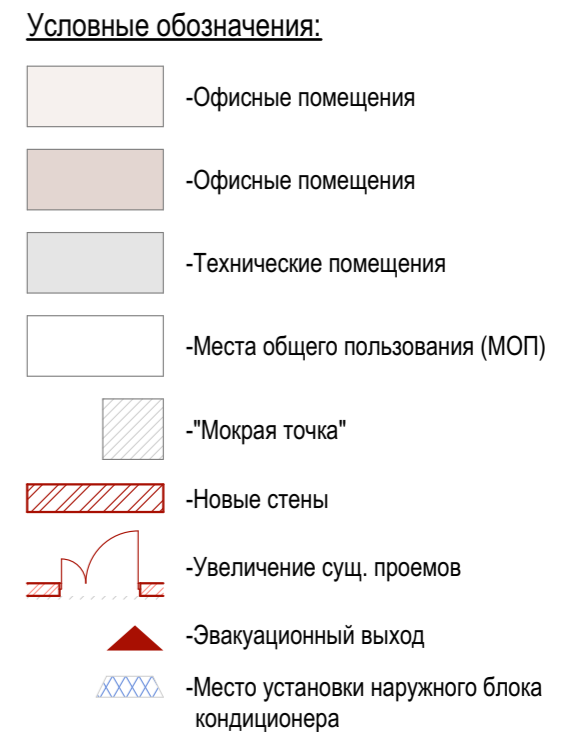 Условные обозначения:
-Офисные помещения
-Офисные помещения
-Технические помещения
-Места общего пользования (МОП)
-"Мокрая точка"
-Новые стены
-Увеличение сущ. проемов
-Эвакуационный выход
-Место установки наружного блока
кондиционера